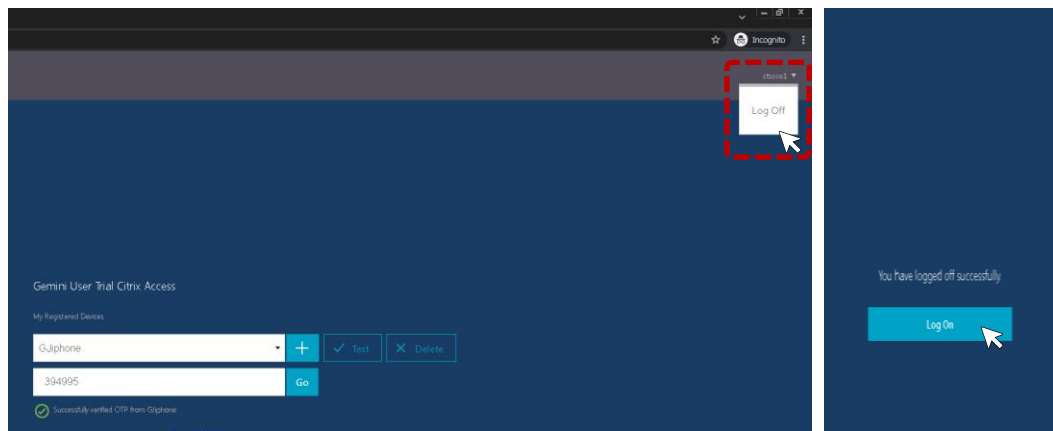 Incognito
Log Off
Gemini User Trial Citrix Access
My Registered Devices
GJiphone
Test
Delete
394995
Go
Successfully verified OTP from GJiphone
You have logged off successfully.
Log On